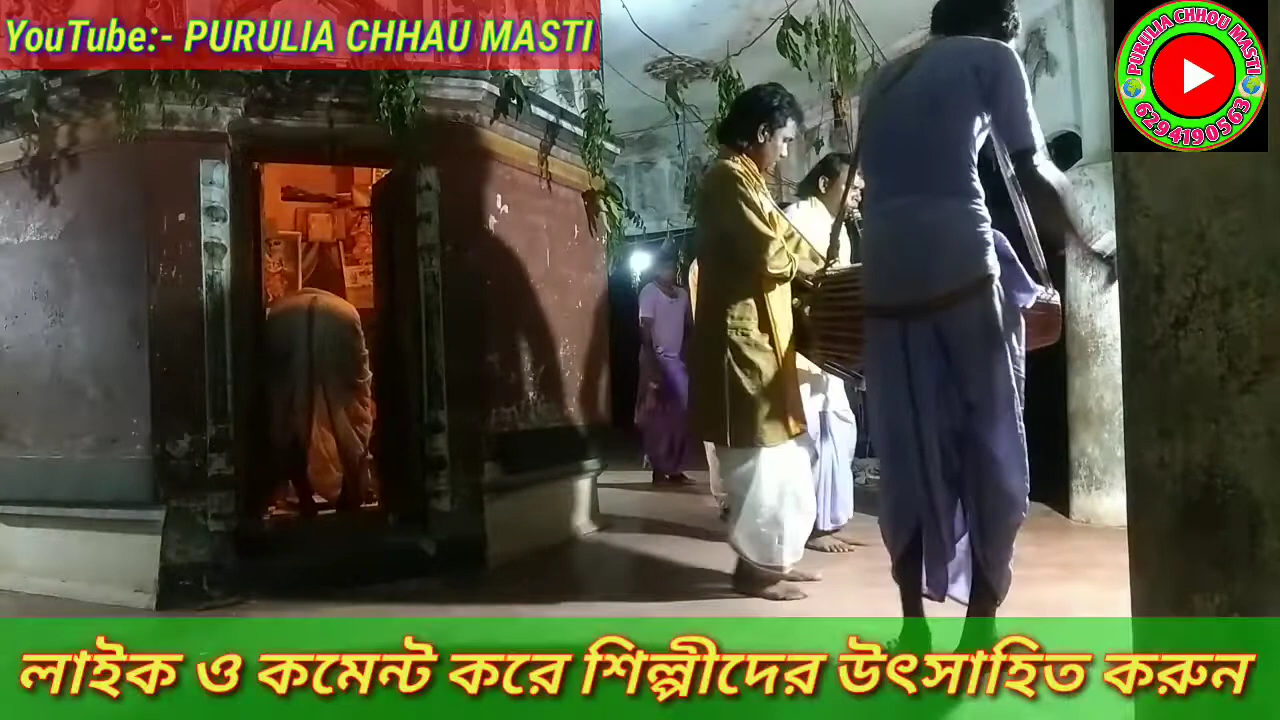 YouTube:- PURULIA CHHAU MASTI
PURULIA CHHOU MASTI
6294190563
লাইক ও কমেন্ট করে শিল্পীদের উৎসাহিত করুন